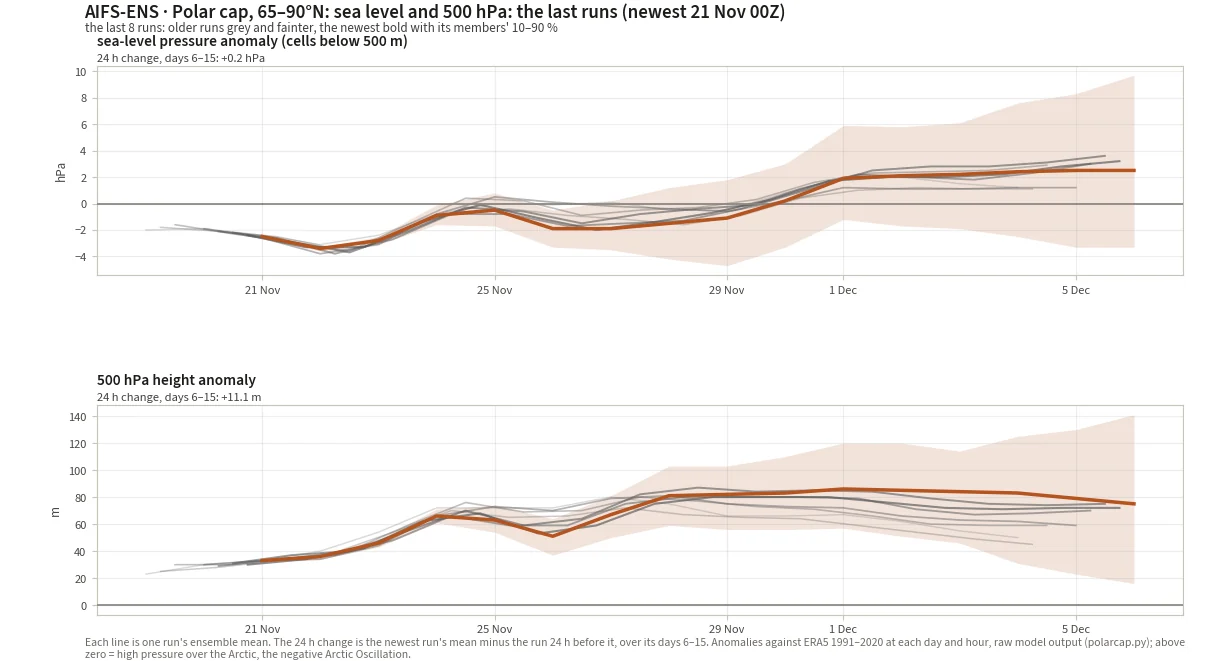 AIFS-ENS · Polar cap, 65–90°N: sea level and 500 hPa: the last runs (newest 21 Nov 00Z)
the last 8 runs: older runs grey and fainter, the newest bold with its members' 10–90 %
sea-level pressure anomaly (cells below 500 m)
24 h change, days 6–15: +0.2 hPa
10
8
6
4
2
0
−2
−4
hPa
21 Nov
25 Nov
29 Nov
1 Dec
5 Dec
500 hPa height anomaly
24 h change, days 6–15: +11.1 m
140
120
100
80
60
40
20
0
m
21 Nov
25 Nov
29 Nov
1 Dec
5 Dec
Each line is one run's ensemble mean. The 24 h change is the newest run's mean minus the run 24 h before it, over its days 6–15. Anomalies against ERA5 1991–2020 at each day and hour, raw model output (polarcap.py); above
zero = high pressure over the Arctic, the negative Arctic Oscillation.